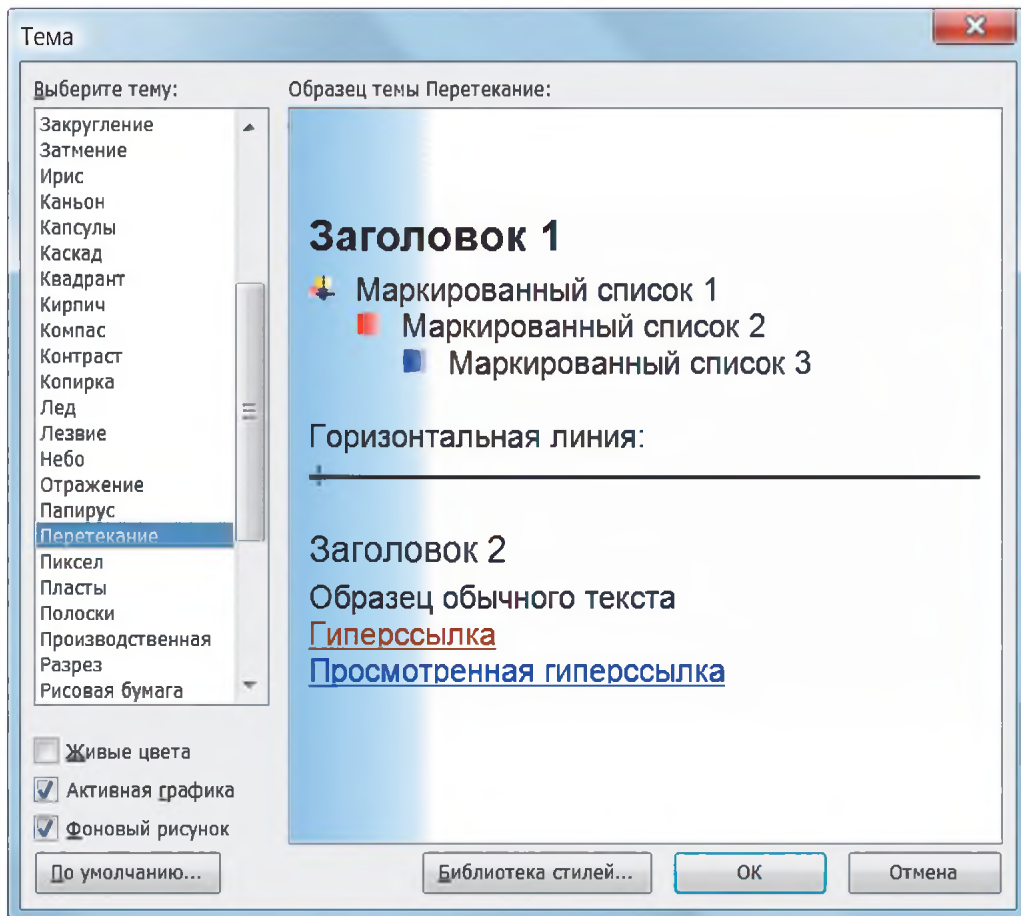 Тема
Выберите тему:
Закругление
Затмение
Ирис
Каньон
Капсулы
Каскад
Квадрант
Кирпич
Компас
Контраст
Копирка
Лед
Лезвие
Небо
Отражение
Папирус
Перетекание
Пиксел
Пласты
Полоски
Производственная
Разрез
Рисовая бумага
Живые цвета
Активная графика
Фоновый рисунок
Образец темы Перетекание:
Заголовок 1
Маркированный список 1
Маркированный список 2
Маркированный список 3
Горизонтальная линия:
Заголовок 2
Образец обычного текста
Гиперссылка
Просмотренная гиперссылка
По умолчанию...
Библиотека стилей...
ОК
Отмена